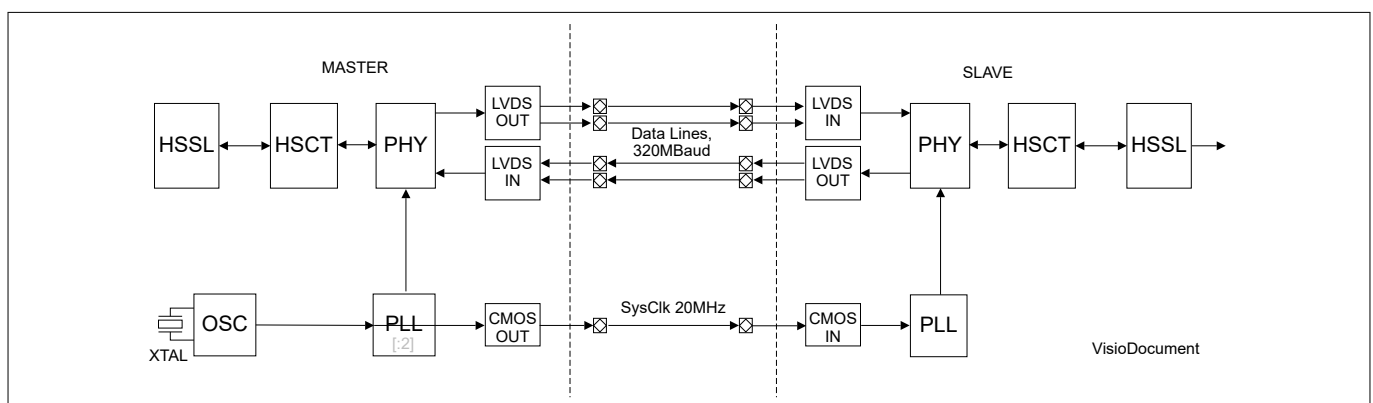 MASTER
SLAVE
HSSL
HSCT
PHY
LVDS
OUT
LVDS
IN
Data Lines,
320MBaud
LVDS
IN
LVDS
OUT
PHY
HSCT
HSSL
XTAL
OSC
PLL
[:2]
CMOS
OUT
SysClk 20MHz
CMOS
IN
PLL
VisioDocument